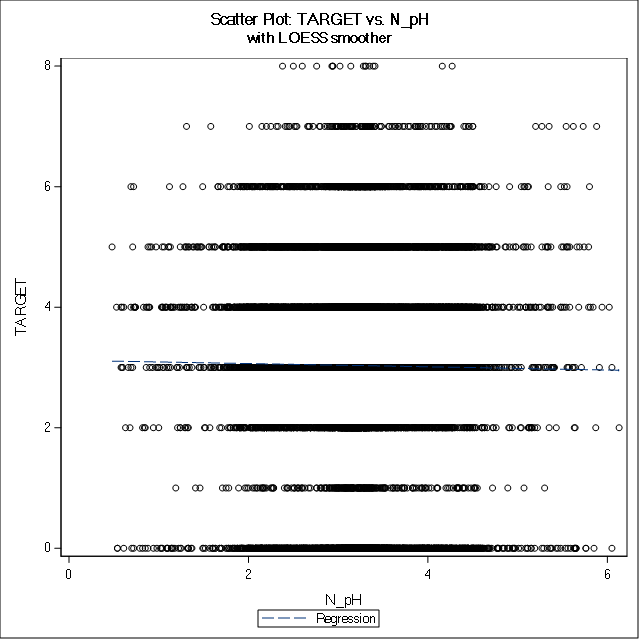 Scatter Plot: TARGET vs. N_pH
with LOESS smoother
8
6
4
2
0
TARGET
0 2 4 6
N_pH
Regression